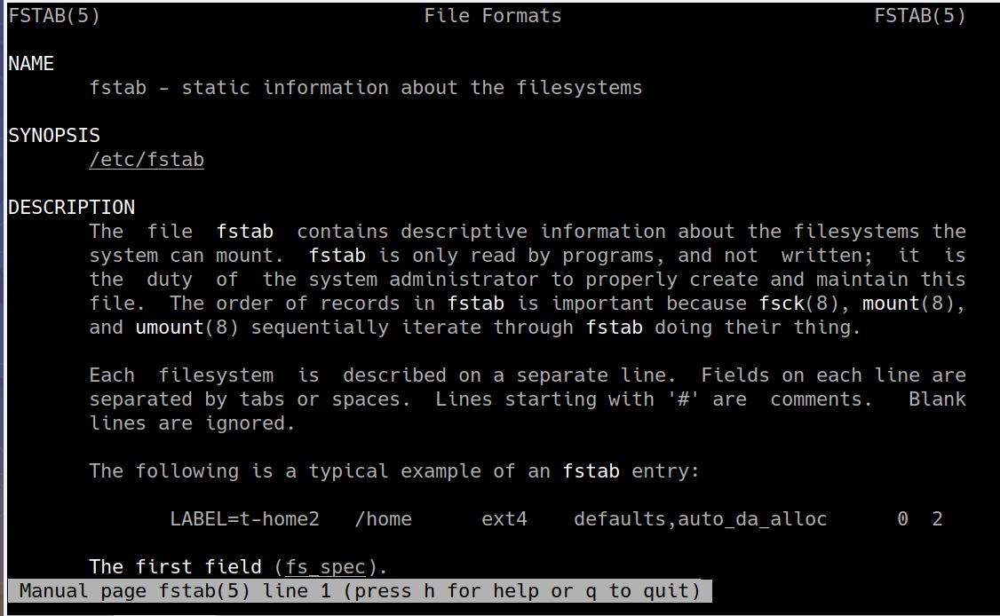 FSTAB(5) File Formats FSTAB(5)
NAME
fstab - static information about the filesystems
SYNOPSIS
/etc/fstab
DESCRIPTION
The file fstab contains descriptive information about the filesystems the
system can mount. fstab is only read by programs, and not written; it is
the duty of the system administrator to properly create and maintain this
file. The order of records in fstab is important because fsck(8), mount(8),
and umount(8) sequentially iterate through fstab doing their thing.
Each filesystem is described on a separate line. Fields on each line are
separated by tabs or spaces. Lines starting with '#' are comments. Blank
lines are ignored.
The following is a typical example of an fstab entry:
LABEL=t-home2 /home ext4 defaults,auto_da_alloc 0 2
The first field (fs_spec).
Manual page fstab(5) line 1 (press h for help or q to quit)